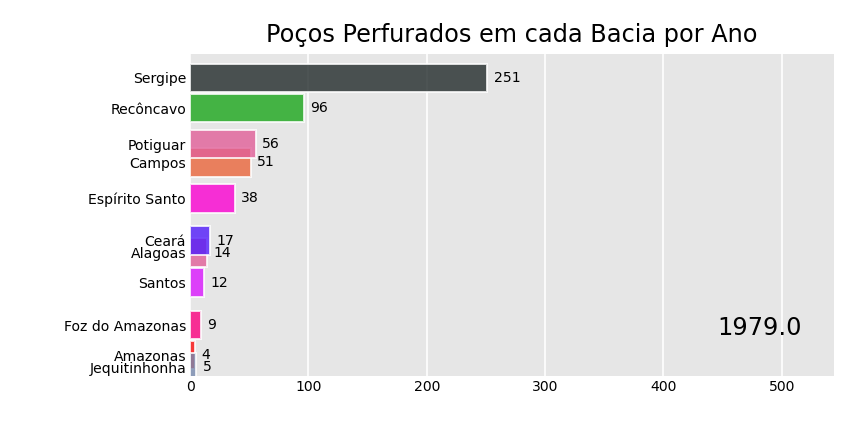 Poços Perfurados em cada Bacia por Ano
Sergipe 251
Recôncavo 96
Potiguar 56
Campos 51
Espírito Santo 38
Ceará 17
Alagoas 14
Santos 12
Foz do Amazonas 9
1979.0
Amazonas 4
Jequitinhonha 5
0 100 200 300 400 500